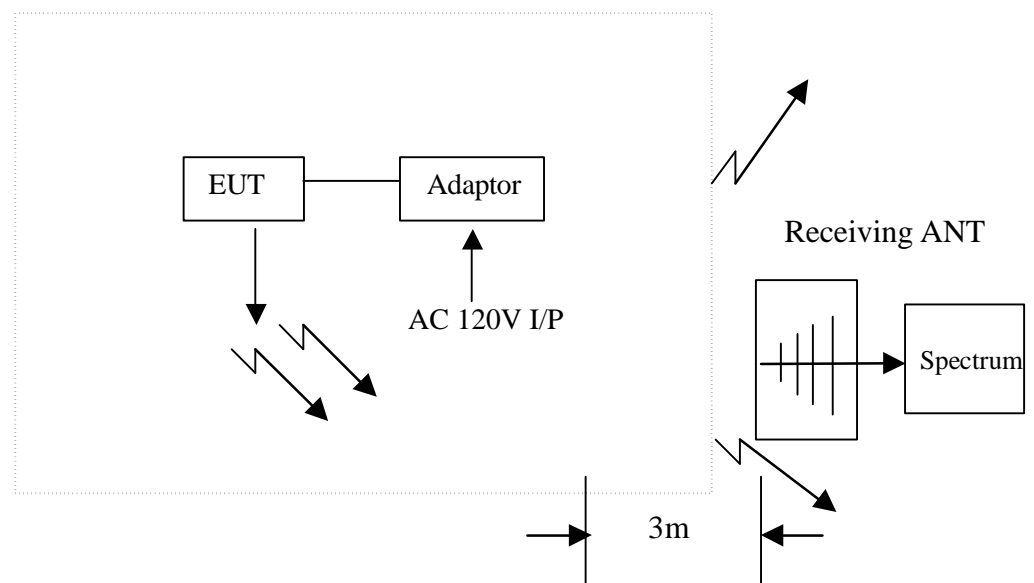 EUT
Adaptor
Receiving ANT
AC 120V I/P
Spectrum
3m